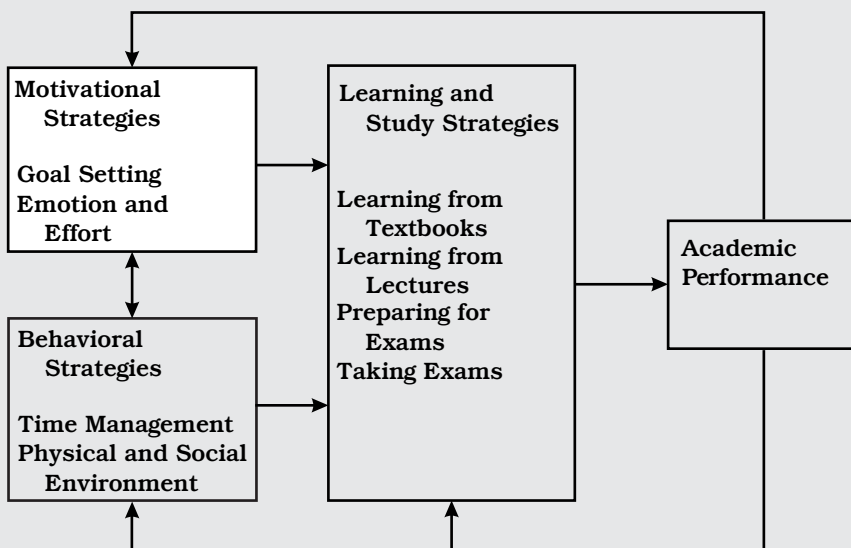 Motivational
Strategies
Goal Setting
Emotion and
Effort
Behavioral
Strategies
Time Management
Physical and Social
Environment
Learning and
Study Strategies
Learning from
Textbooks
Learning from
Lectures
Preparing for
Exams
Taking Exams
Academic
Performance